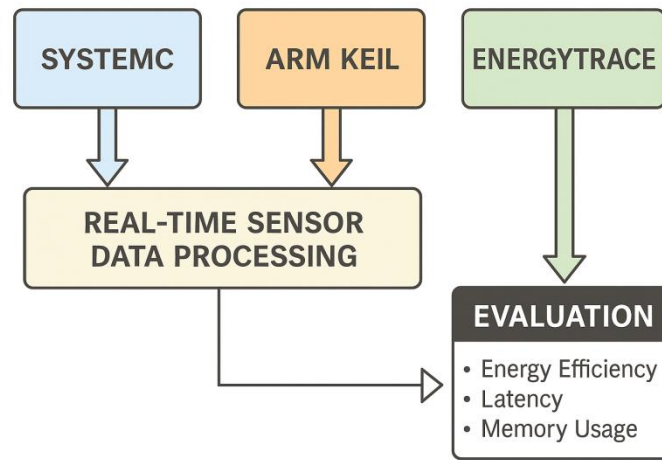 SYSTEMC
ARM KEIL
ENERGYTRACE
REAL-TIME SENSOR
DATA PROCESSING
EVALUATION
• Energy Efficiency
• Latency
• Memory Usage